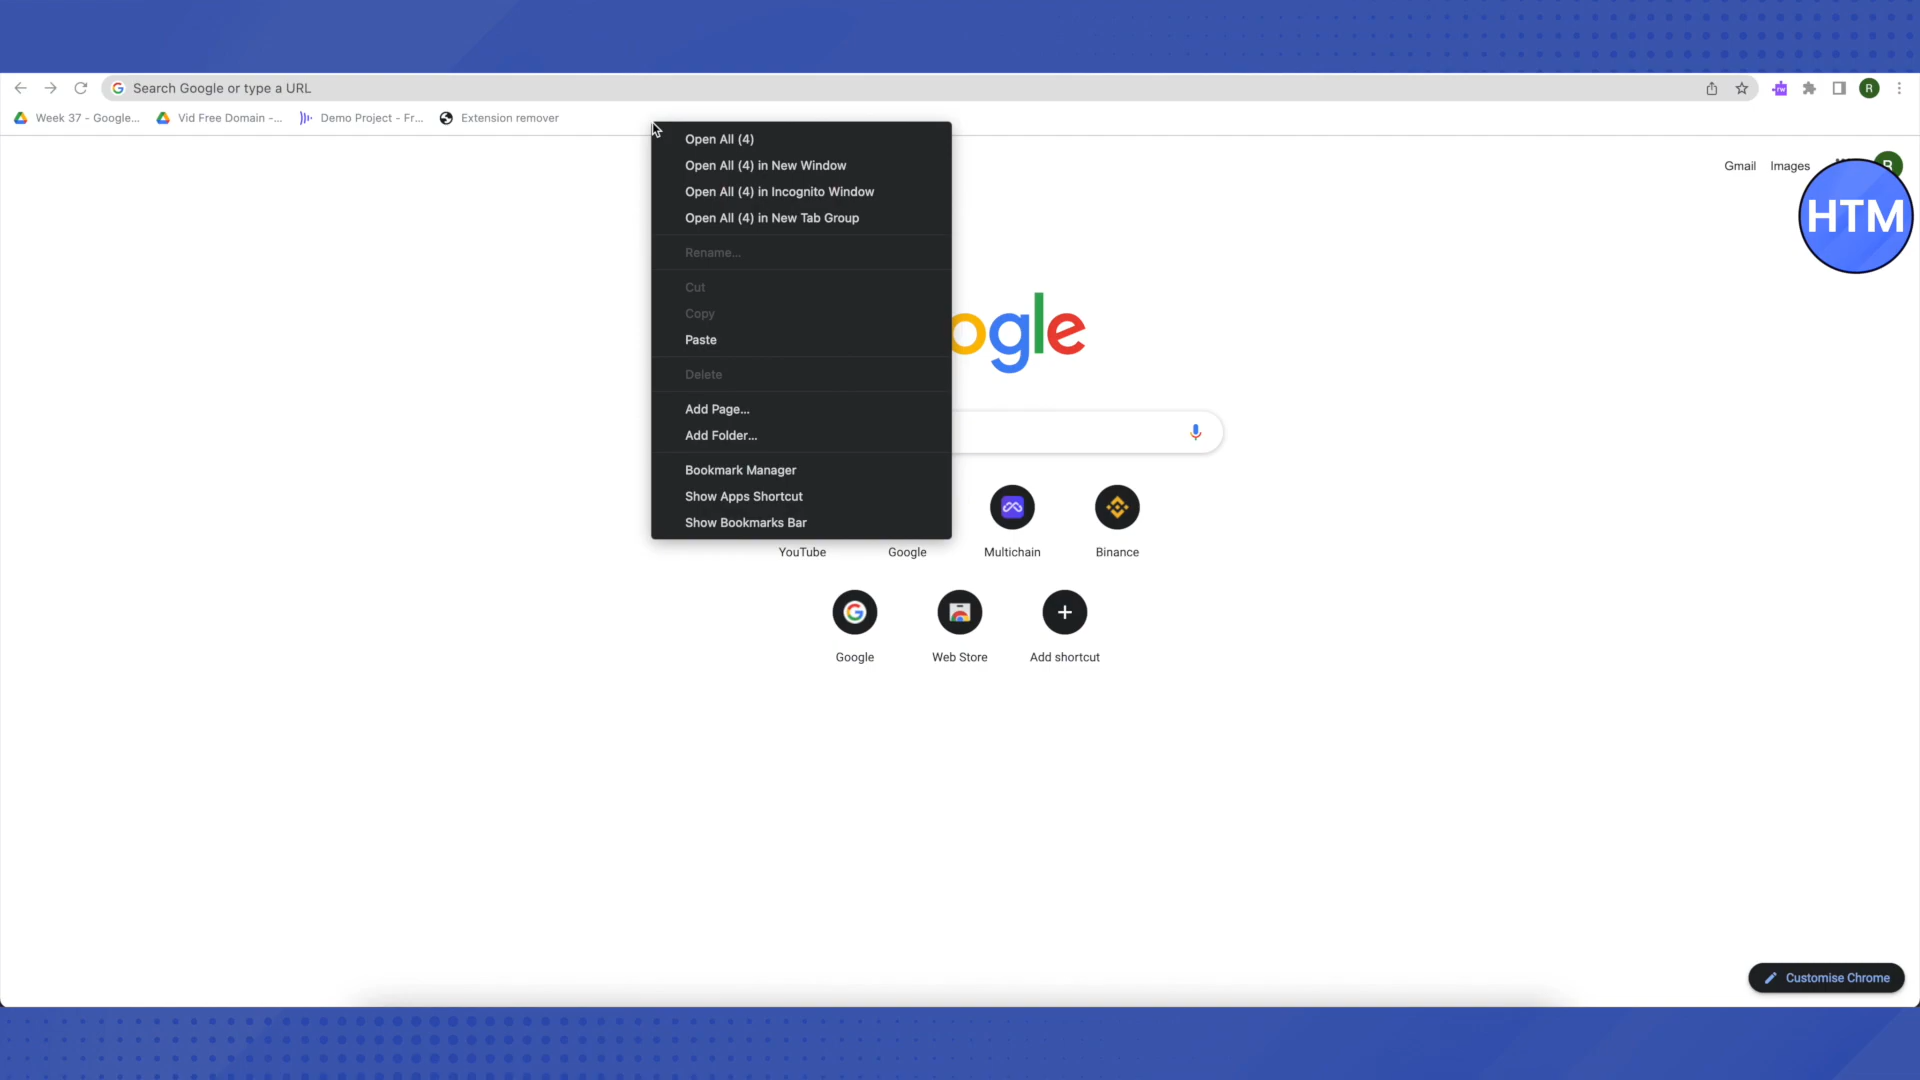 Search Google or type a URL
R
Week 37 - Google...
Vid Free Domain -...
Demo Project - Fr...
Extension remover
Open All (4)
Open All (4) in New Window
Open All (4) in Incognito Window
Open All (4) in New Tab Group
Rename...
Cut
Copy
Paste
Delete
Add Page...
Add Folder...
Bookmark Manager
Show Apps Shortcut
Show Bookmarks Bar
Gmail
Images
R
HTM
ogle
YouTube
Google
Multichain
Binance
Google
Web Store
Add shortcut
Customise Chrome